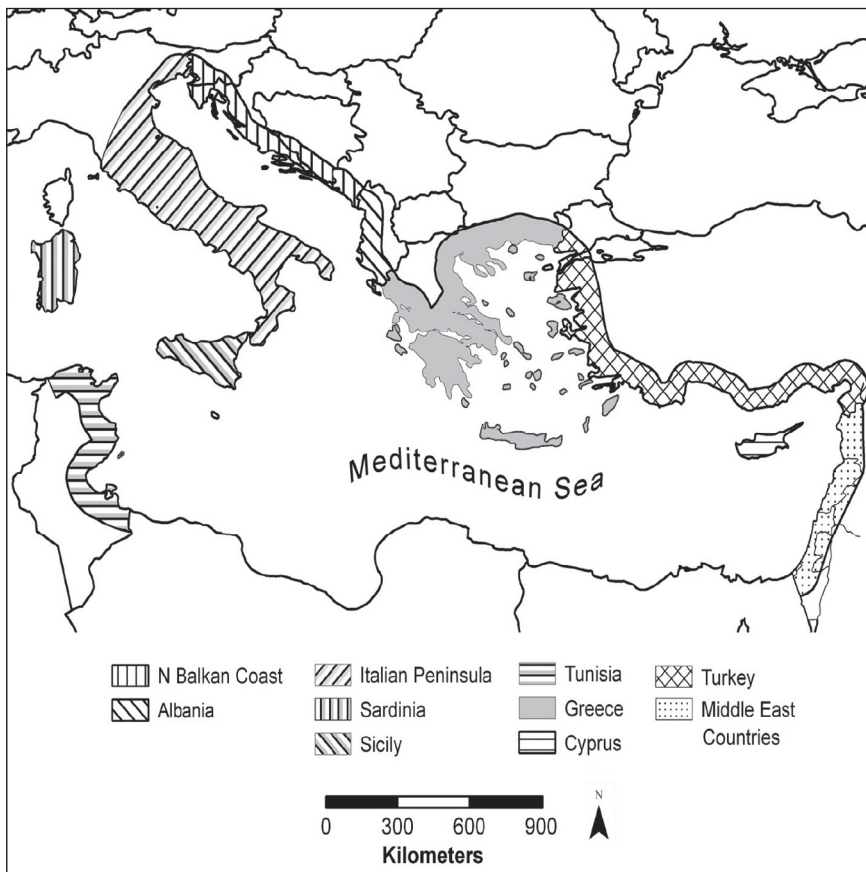 Mediterranean Sea
N Balkan Coast
Albania
Italian Peninsula
Sardinia
Sicily
Tunisia
Greece
Cyprus
Turkey
Middle East
Countries
N
0 300 600 900
Kilometers